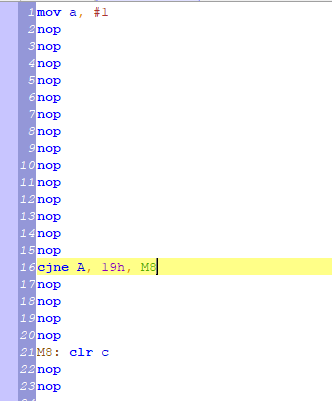 1 mov a, #1
2 nop
3 nop
4 nop
5 nop
6 nop
7 nop
8 nop
9 nop
10 nop
11 nop
12 nop
13 nop
14 nop
15 nop
16 cjne A, 19h, M8
17 nop
18 nop
19 nop
20 nop
21 M8: clr c
22 nop
23 nop